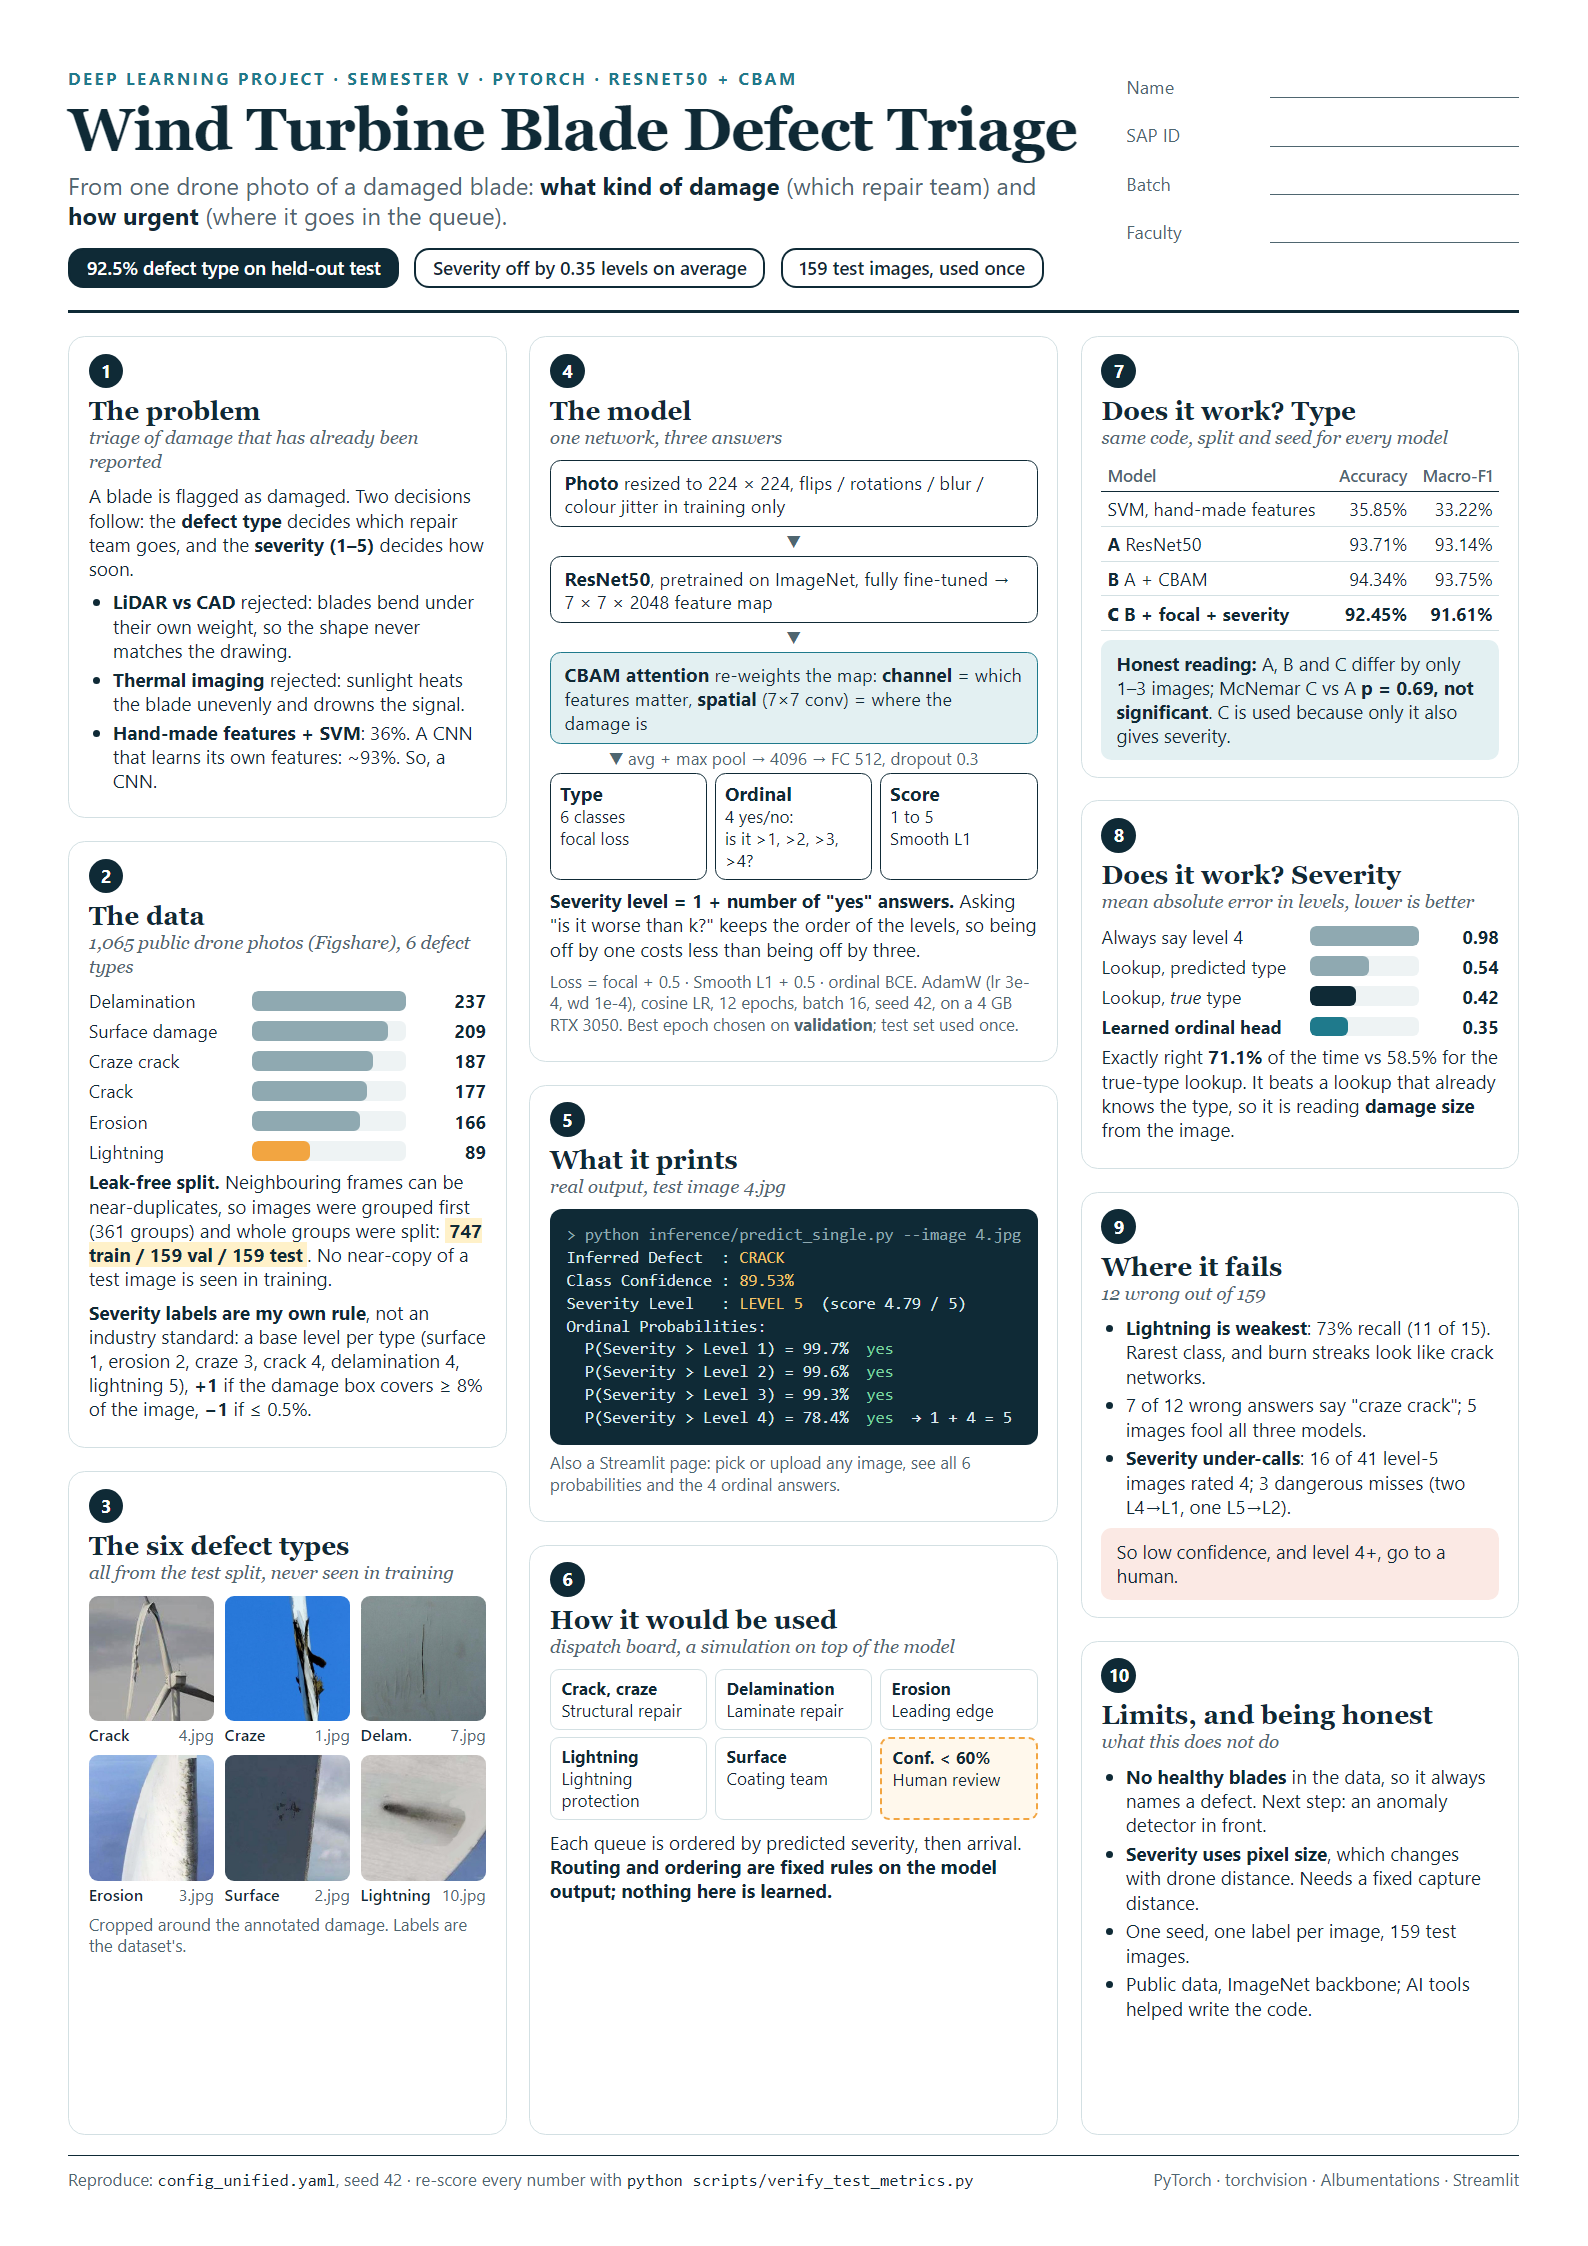 DEEP LEARNING PROJECT · SEMESTER V · PYTORCH · RESNET50 + CBAM
Wind Turbine Blade Defect Triage
From one drone photo of a damaged blade: what kind of damage (which repair team) and
how urgent (where it goes in the queue).
92.5% defect type on held-out test
Severity off by 0.35 levels on average
159 test images, used once
Name
SAP ID
Batch
Faculty
1
The problem
triage of damage that has already been
reported
A blade is flagged as damaged. Two decisions
follow: the defect type decides which repair
team goes, and the severity (1–5) decides how
soon.
• LiDAR vs CAD rejected: blades bend under
their own weight, so the shape never
matches the drawing.
• Thermal imaging rejected: sunlight heats
the blade unevenly and drowns the signal.
• Hand-made features + SVM: 36%. A CNN
that learns its own features: ~93%. So, a
CNN.
2
The data
1,065 public drone photos (Figshare), 6 defect
types
Delamination 237
Surface damage 209
Craze crack 187
Crack 177
Erosion 166
Lightning 89
Leak-free split. Neighbouring frames can be
near-duplicates, so images were grouped first
(361 groups) and whole groups were split: 747
train / 159 val / 159 test . No near-copy of a
test image is seen in training.
Severity labels are my own rule, not an
industry standard: a base level per type (surface
1, erosion 2, craze 3, crack 4, delamination 4,
lightning 5), +1 if the damage box covers ≥ 8%
of the image, −1 if ≤ 0.5%.
3
The six defect types
all from the test split, never seen in training
Crack 4.jpg Craze 1.jpg Delam. 7.jpg
Erosion 3.jpg Surface 2.jpg Lightning 10.jpg
Cropped around the annotated damage. Labels are
the dataset's.
4
The model
one network, three answers
Photo resized to 224 × 224, flips / rotations / blur /
colour jitter in training only
▼
ResNet50, pretrained on ImageNet, fully fine-tuned →
7 × 7 × 2048 feature map
▼
CBAM attention re-weights the map: channel = which
features matter, spatial (7×7 conv) = where the
damage is
▼ avg + max pool → 4096 → FC 512, dropout 0.3
Type
6 classes
focal loss
Ordinal
4 yes/no:
is it >1, >2, >3,
>4?
Score
1 to 5
Smooth L1
Severity level = 1 + number of "yes" answers. Asking
"is it worse than k?" keeps the order of the levels, so being
off by one costs less than being off by three.
Loss = focal + 0.5 · Smooth L1 + 0.5 · ordinal BCE. AdamW (lr 3e-
4, wd 1e-4), cosine LR, 12 epochs, batch 16, seed 42, on a 4 GB
RTX 3050. Best epoch chosen on validation; test set used once.
5
What it prints
real output, test image 4.jpg
> python inference/predict_single.py --image 4.jpg
Inferred Defect : CRACK
Class Confidence : 89.53%
Severity Level : LEVEL 5 (score 4.79 / 5)
Ordinal Probabilities:
P(Severity > Level 1) = 99.7% yes
P(Severity > Level 2) = 99.6% yes
P(Severity > Level 3) = 99.3% yes
P(Severity > Level 4) = 78.4% yes → 1 + 4 = 5
Also a Streamlit page: pick or upload any image, see all 6
probabilities and the 4 ordinal answers.
6
How it would be used
dispatch board, a simulation on top of the model
Crack, craze
Structural repair
Delamination
Laminate repair
Erosion
Leading edge
Lightning
Lightning
protection
Surface
Coating team
Conf. < 60%
Human review
Each queue is ordered by predicted severity, then arrival.
Routing and ordering are fixed rules on the model
output; nothing here is learned.
7
Does it work? Type
same code, split and seed for every model
Model Accuracy Macro-F1
SVM, hand-made features 35.85% 33.22%
A ResNet50 93.71% 93.14%
B A + CBAM 94.34% 93.75%
C B + focal + severity 92.45% 91.61%
Honest reading: A, B and C differ by only
1–3 images; McNemar C vs A p = 0.69, not
significant. C is used because only it also
gives severity.
8
Does it work? Severity
mean absolute error in levels, lower is better
Always say level 4 0.98
Lookup, predicted type 0.54
Lookup, true type 0.42
Learned ordinal head 0.35
Exactly right 71.1% of the time vs 58.5% for the
true-type lookup. It beats a lookup that already
knows the type, so it is reading damage size
from the image.
9
Where it fails
12 wrong out of 159
• Lightning is weakest: 73% recall (11 of 15).
Rarest class, and burn streaks look like crack
networks.
• 7 of 12 wrong answers say "craze crack"; 5
images fool all three models.
• Severity under-calls: 16 of 41 level-5
images rated 4; 3 dangerous misses (two
L4→L1, one L5→L2).
So low confidence, and level 4+, go to a
human.
10
Limits, and being honest
what this does not do
• No healthy blades in the data, so it always
names a defect. Next step: an anomaly
detector in front.
• Severity uses pixel size, which changes
with drone distance. Needs a fixed capture
distance.
• One seed, one label per image, 159 test
images.
• Public data, ImageNet backbone; AI tools
helped write the code.
Reproduce: config_unified.yaml, seed 42 · re-score every number with python scripts/verify_test_metrics.py
PyTorch · torchvision · Albumentations · Streamlit